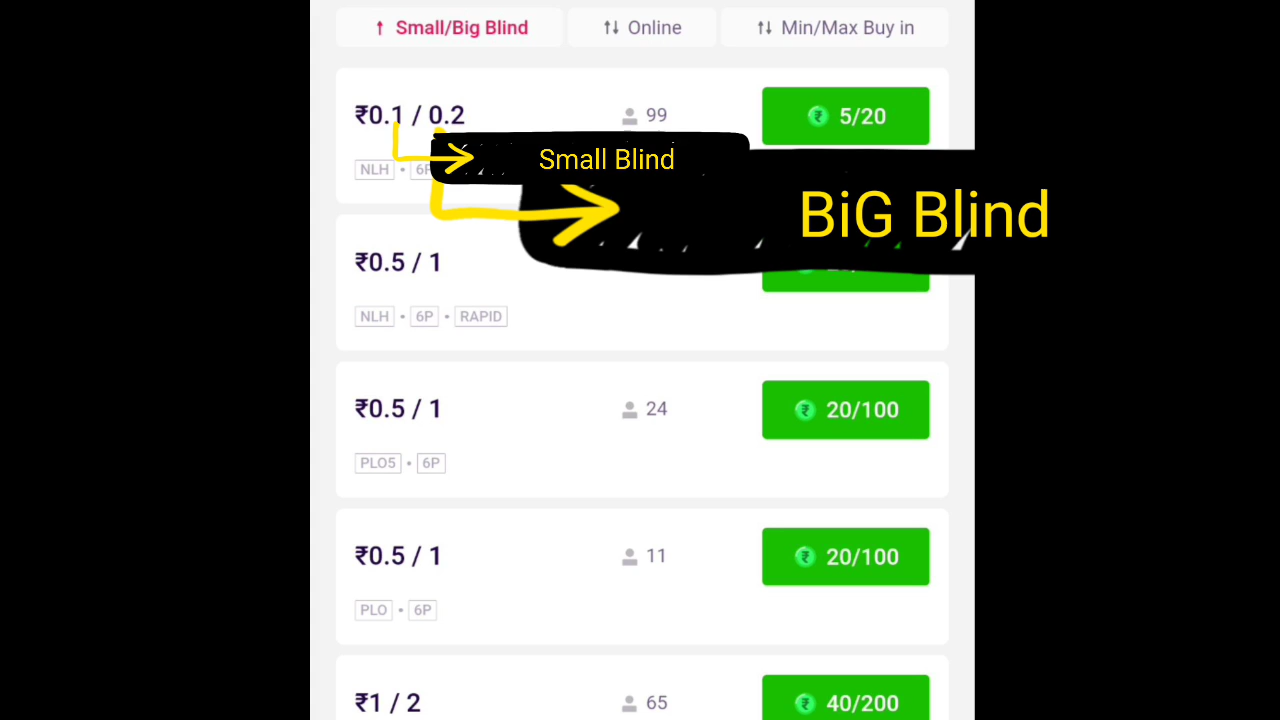 ↑ Small/Big Blind ↑↓ Online ↑↓ Min/Max Buy in
₹0.1 / 0.2 99 ₹ 5/20
Small Blind
NLH •
BiG Blind
₹0.5 / 1
NLH • 6P • RAPID
₹0.5 / 1 24 ₹ 20/100
PLO5 • 6P
₹0.5 / 1 11 ₹ 20/100
PLO • 6P
₹1 / 2 65 ₹ 40/200